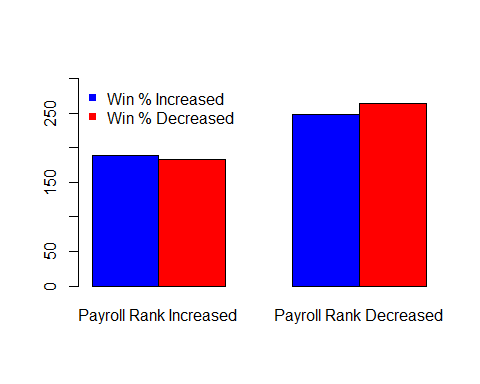 Win % Increased
Win % Decreased
250
150
50
0
Payroll Rank Increased
Payroll Rank Decreased